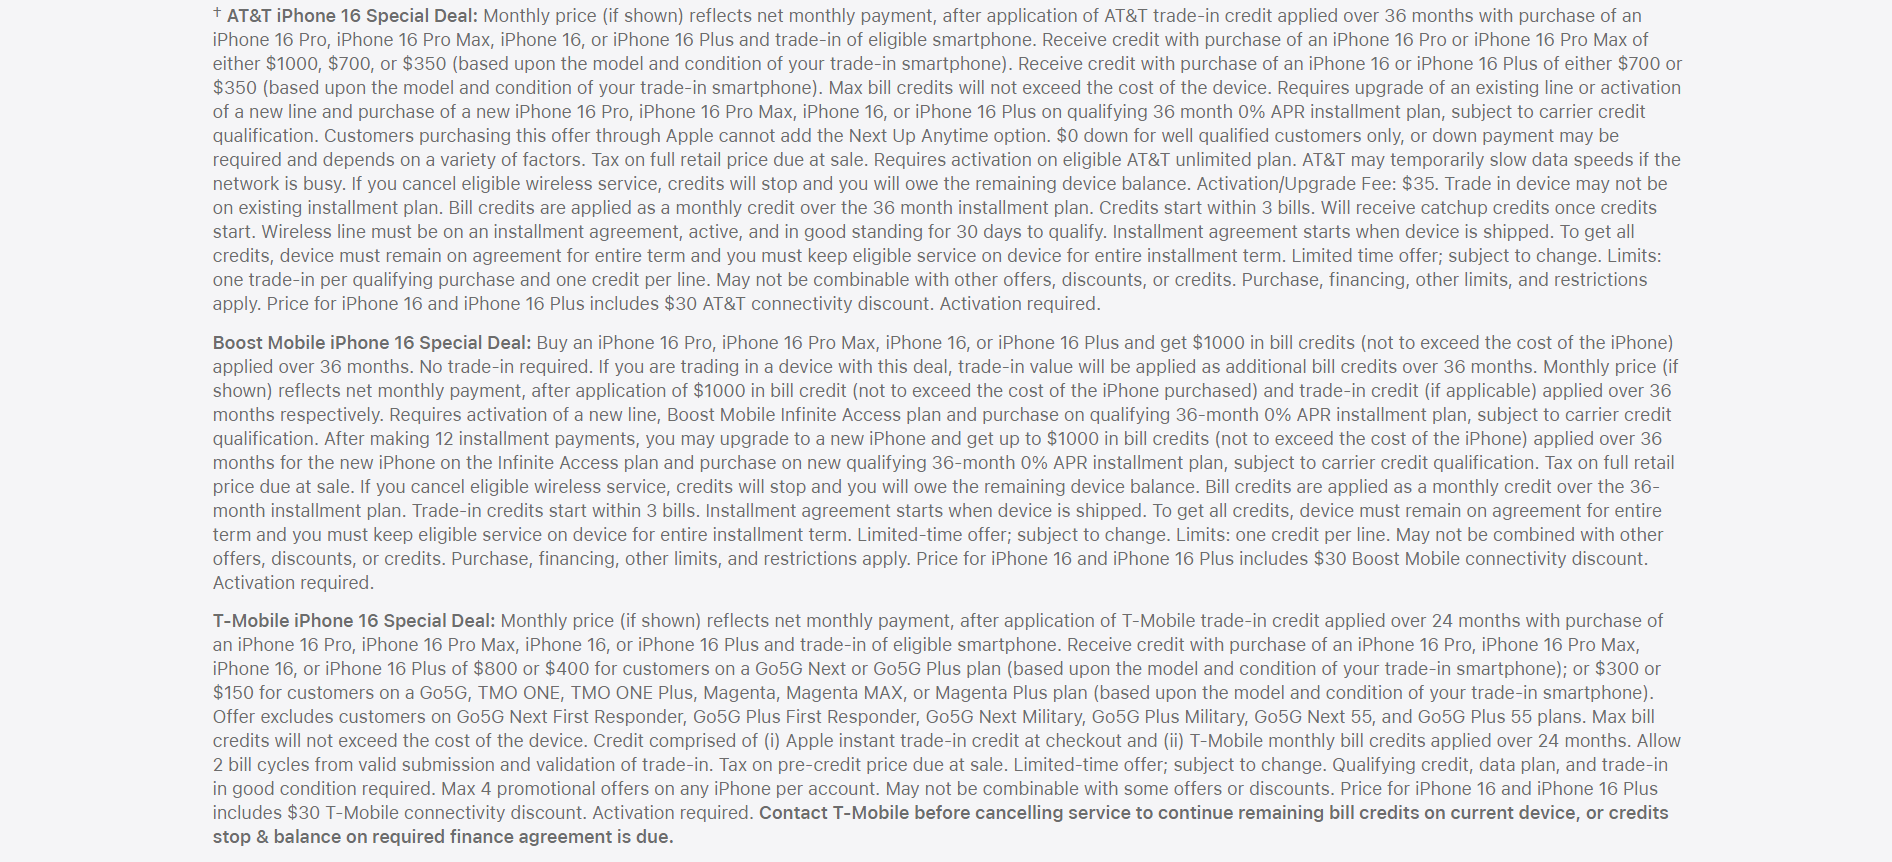 † AT&T iPhone 16 Special Deal: Monthly price (if shown) reflects net monthly payment, after application of AT&T trade-in credit applied over 36 months with purchase of an
iPhone 16 Pro, iPhone 16 Pro Max, iPhone 16, or iPhone 16 Plus and trade-in of eligible smartphone. Receive credit with purchase of an iPhone 16 Pro or iPhone 16 Pro Max of
either $1000, $700, or $350 (based upon the model and condition of your trade-in smartphone). Receive credit with purchase of an iPhone 16 or iPhone 16 Plus of either $700 or
$350 (based upon the model and condition of your trade-in smartphone). Max bill credits will not exceed the cost of the device. Requires upgrade of an existing line or activation
of a new line and purchase of a new iPhone 16 Pro, iPhone 16 Pro Max, iPhone 16, or iPhone 16 Plus on qualifying 36 month 0% APR installment plan, subject to carrier credit
qualification. Customers purchasing this offer through Apple cannot add the Next Up Anytime option. $0 down for well qualified customers only, or down payment may be
required and depends on a variety of factors. Tax on full retail price due at sale. Requires activation on eligible AT&T unlimited plan. AT&T may temporarily slow data speeds if the
network is busy. If you cancel eligible wireless service, credits will stop and you will owe the remaining device balance. Activation/Upgrade Fee: $35. Trade in device may not be
on existing installment plan. Bill credits are applied as a monthly credit over the 36 month installment plan. Credits start within 3 bills. Will receive catchup credits once credits
start. Wireless line must be on an installment agreement, active, and in good standing for 30 days to qualify. Installment agreement starts when device is shipped. To get all
credits, device must remain on agreement for entire term and you must keep eligible service on device for entire installment term. Limited time offer; subject to change. Limits:
one trade-in per qualifying purchase and one credit per line. May not be combinable with other offers, discounts, or credits. Purchase, financing, other limits, and restrictions
apply. Price for iPhone 16 and iPhone 16 Plus includes $30 AT&T connectivity discount. Activation required.
Boost Mobile iPhone 16 Special Deal: Buy an iPhone 16 Pro, iPhone 16 Pro Max, iPhone 16, or iPhone 16 Plus and get $1000 in bill credits (not to exceed the cost of the iPhone)
applied over 36 months. No trade-in required. If you are trading in a device with this deal, trade-in value will be applied as additional bill credits over 36 months. Monthly price (if
shown) reflects net monthly payment, after application of $1000 in bill credit (not to exceed the cost of the iPhone purchased) and trade-in credit (if applicable) applied over 36
months respectively. Requires activation of a new line, Boost Mobile Infinite Access plan and purchase on qualifying 36-month 0% APR installment plan, subject to carrier credit
qualification. After making 12 installment payments, you may upgrade to a new iPhone and get up to $1000 in bill credits (not to exceed the cost of the iPhone) applied over 36
months for the new iPhone on the Infinite Access plan and purchase on new qualifying 36-month 0% APR installment plan, subject to carrier credit qualification. Tax on full retail
price due at sale. If you cancel eligible wireless service, credits will stop and you will owe the remaining device balance. Bill credits are applied as a monthly credit over the 36-
month installment plan. Trade-in credits start within 3 bills. Installment agreement starts when device is shipped. To get all credits, device must remain on agreement for entire
term and you must keep eligible service on device for entire installment term. Limited-time offer; subject to change. Limits: one credit per line. May not be combined with other
offers, discounts, or credits. Purchase, financing, other limits, and restrictions apply. Price for iPhone 16 and iPhone 16 Plus includes $30 Boost Mobile connectivity discount.
Activation required.
T-Mobile iPhone 16 Special Deal: Monthly price (if shown) reflects net monthly payment, after application of T-Mobile trade-in credit applied over 24 months with purchase of
an iPhone 16 Pro, iPhone 16 Pro Max, iPhone 16, or iPhone 16 Plus and trade-in of eligible smartphone. Receive credit with purchase of an iPhone 16 Pro, iPhone 16 Pro Max,
iPhone 16, or iPhone 16 Plus of $800 or $400 for customers on a Go5G Next or Go5G Plus plan (based upon the model and condition of your trade-in smartphone); or $300 or
$150 for customers on a Go5G, TMO ONE, TMO ONE Plus, Magenta, Magenta MAX, or Magenta Plus plan (based upon the model and condition of your trade-in smartphone).
Offer excludes customers on Go5G Next First Responder, Go5G Plus First Responder, Go5G Next Military, Go5G Plus Military, Go5G Next 55, and Go5G Plus 55 plans. Max bill
credits will not exceed the cost of the device. Credit comprised of (i) Apple instant trade-in credit at checkout and (ii) T-Mobile monthly bill credits applied over 24 months. Allow
2 bill cycles from valid submission and validation of trade-in. Tax on pre-credit price due at sale. Limited-time offer; subject to change. Qualifying credit, data plan, and trade-in
in good condition required. Max 4 promotional offers on any iPhone per account. May not be combinable with some offers or discounts. Price for iPhone 16 and iPhone 16 Plus
includes $30 T-Mobile connectivity discount. Activation required. Contact T-Mobile before cancelling service to continue remaining bill credits on current device, or credits
stop & balance on required finance agreement is due.